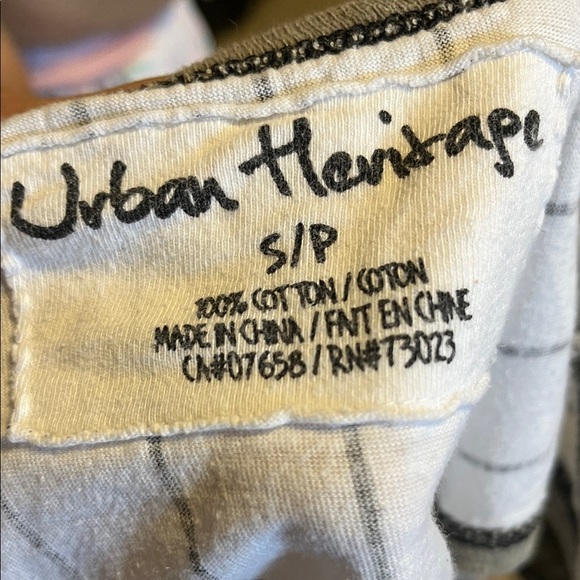 Urban Heritage
S/P
100% COTTON / COTON
MADE IN CHINA / FAIT EN CHINE
CA#07658 / RN#73023